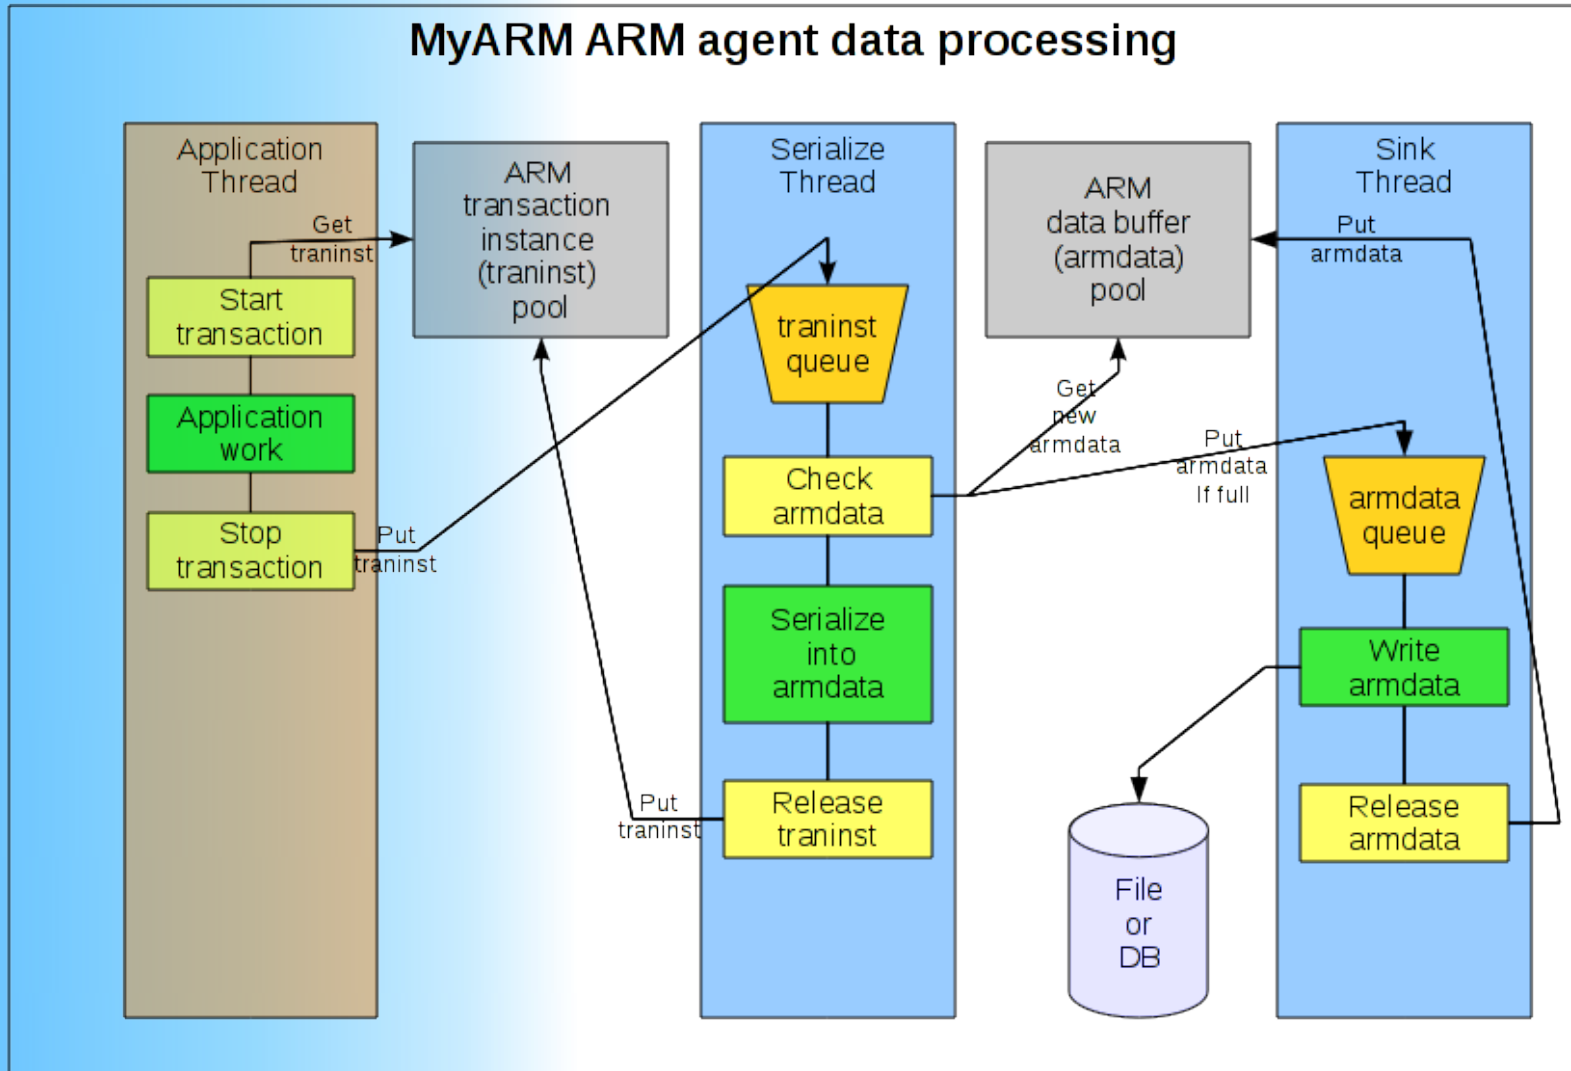 MyARM ARM agent data processing
Application
Thread
Get
traninst
Start
transaction
Application
work
Stop
transaction
Put
traninst
ARM
transaction
instance
(traninst)
pool
Serialize
Thread
traninst
queue
Check
armdata
Serialize
into
armdata
Release
traninst
Put
traninst
ARM
data buffer
(armdata)
pool
Get
new
armdata
Put
armdata
If full
Sink
Thread
Put
armdata
armdata
queue
Write
armdata
Release
armdata
File
or
DB